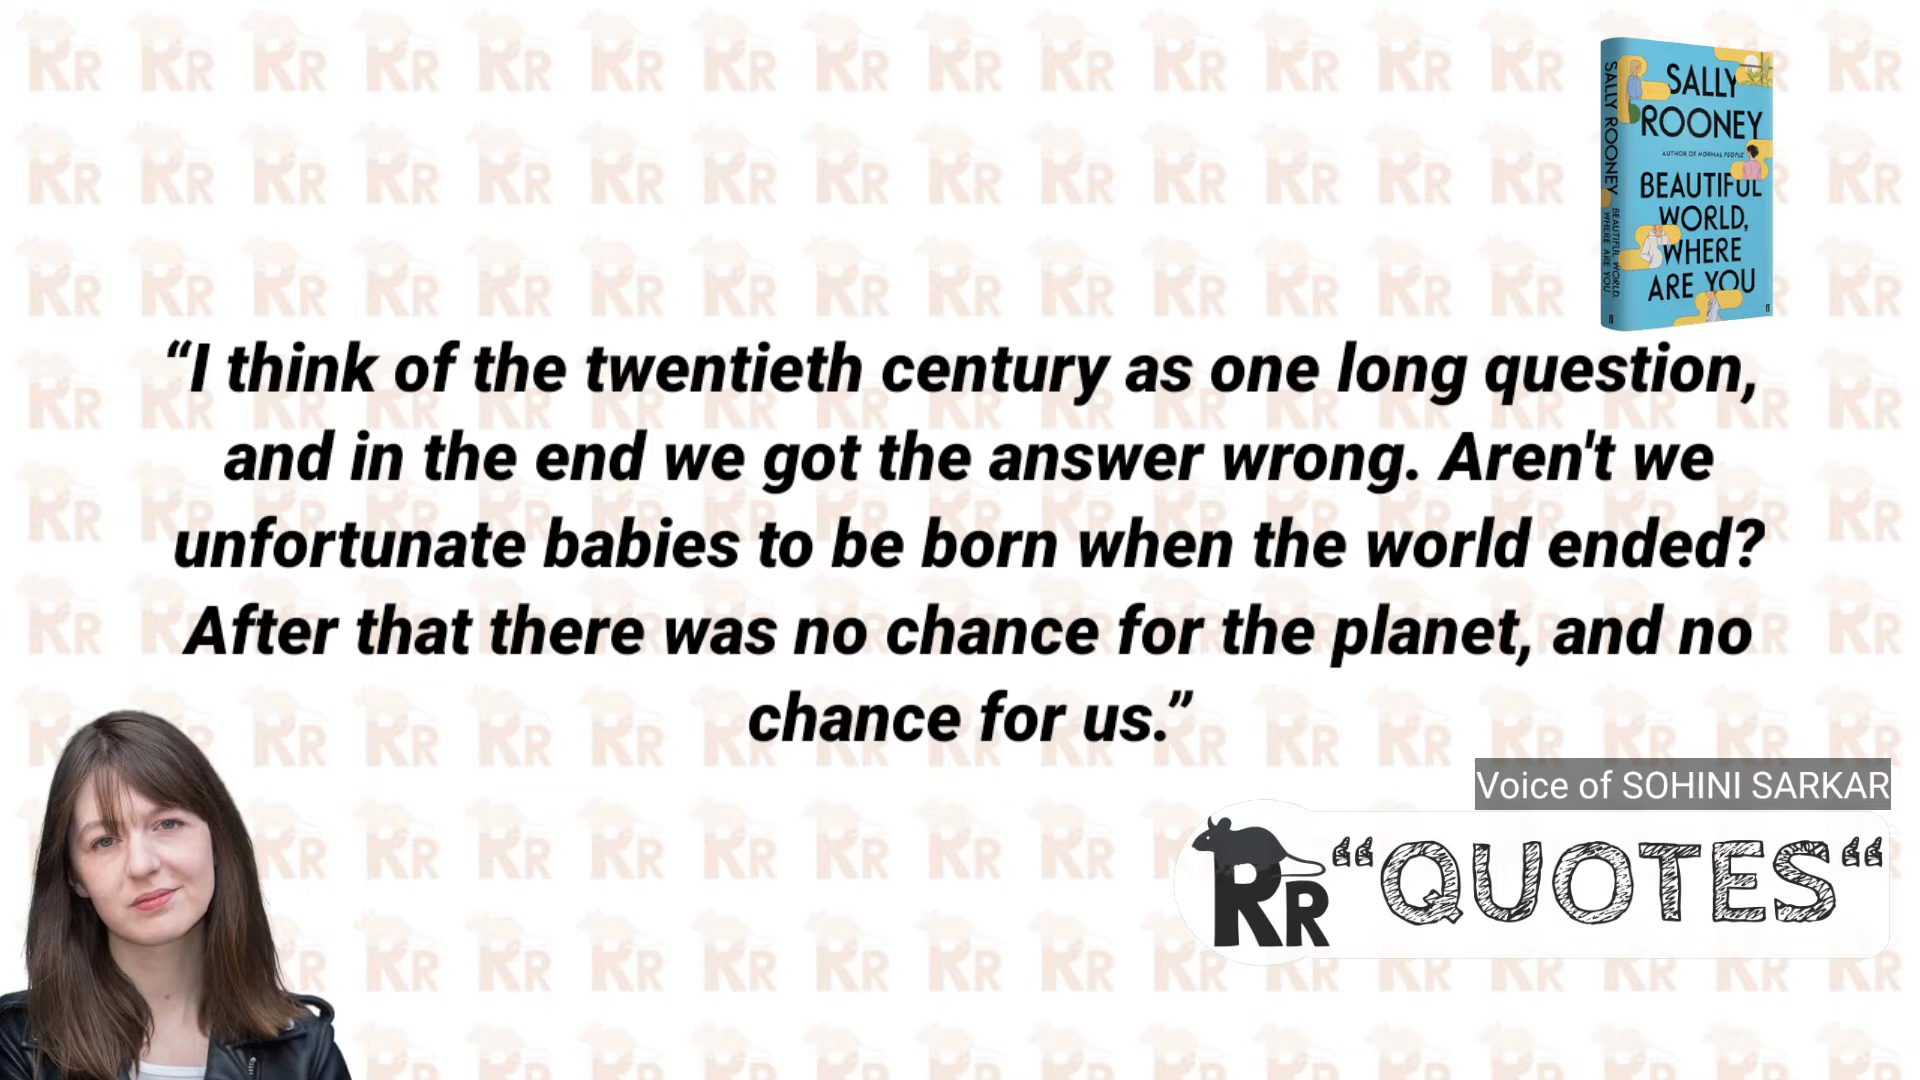 SALLY
ROONEY
AUTHOR OF NORMAL PEOPLE
BEAUTIFUL
WORLD,
WHERE
ARE YOU
SALLY ROONEY BEAUTIFUL WORLD, WHERE ARE YOU
“I think of the twentieth century as one long question,
and in the end we got the answer wrong. Aren't we
unfortunate babies to be born when the world ended?
After that there was no chance for the planet, and no
chance for us.”
Voice of SOHINI SARKAR
RR “QUOTES“